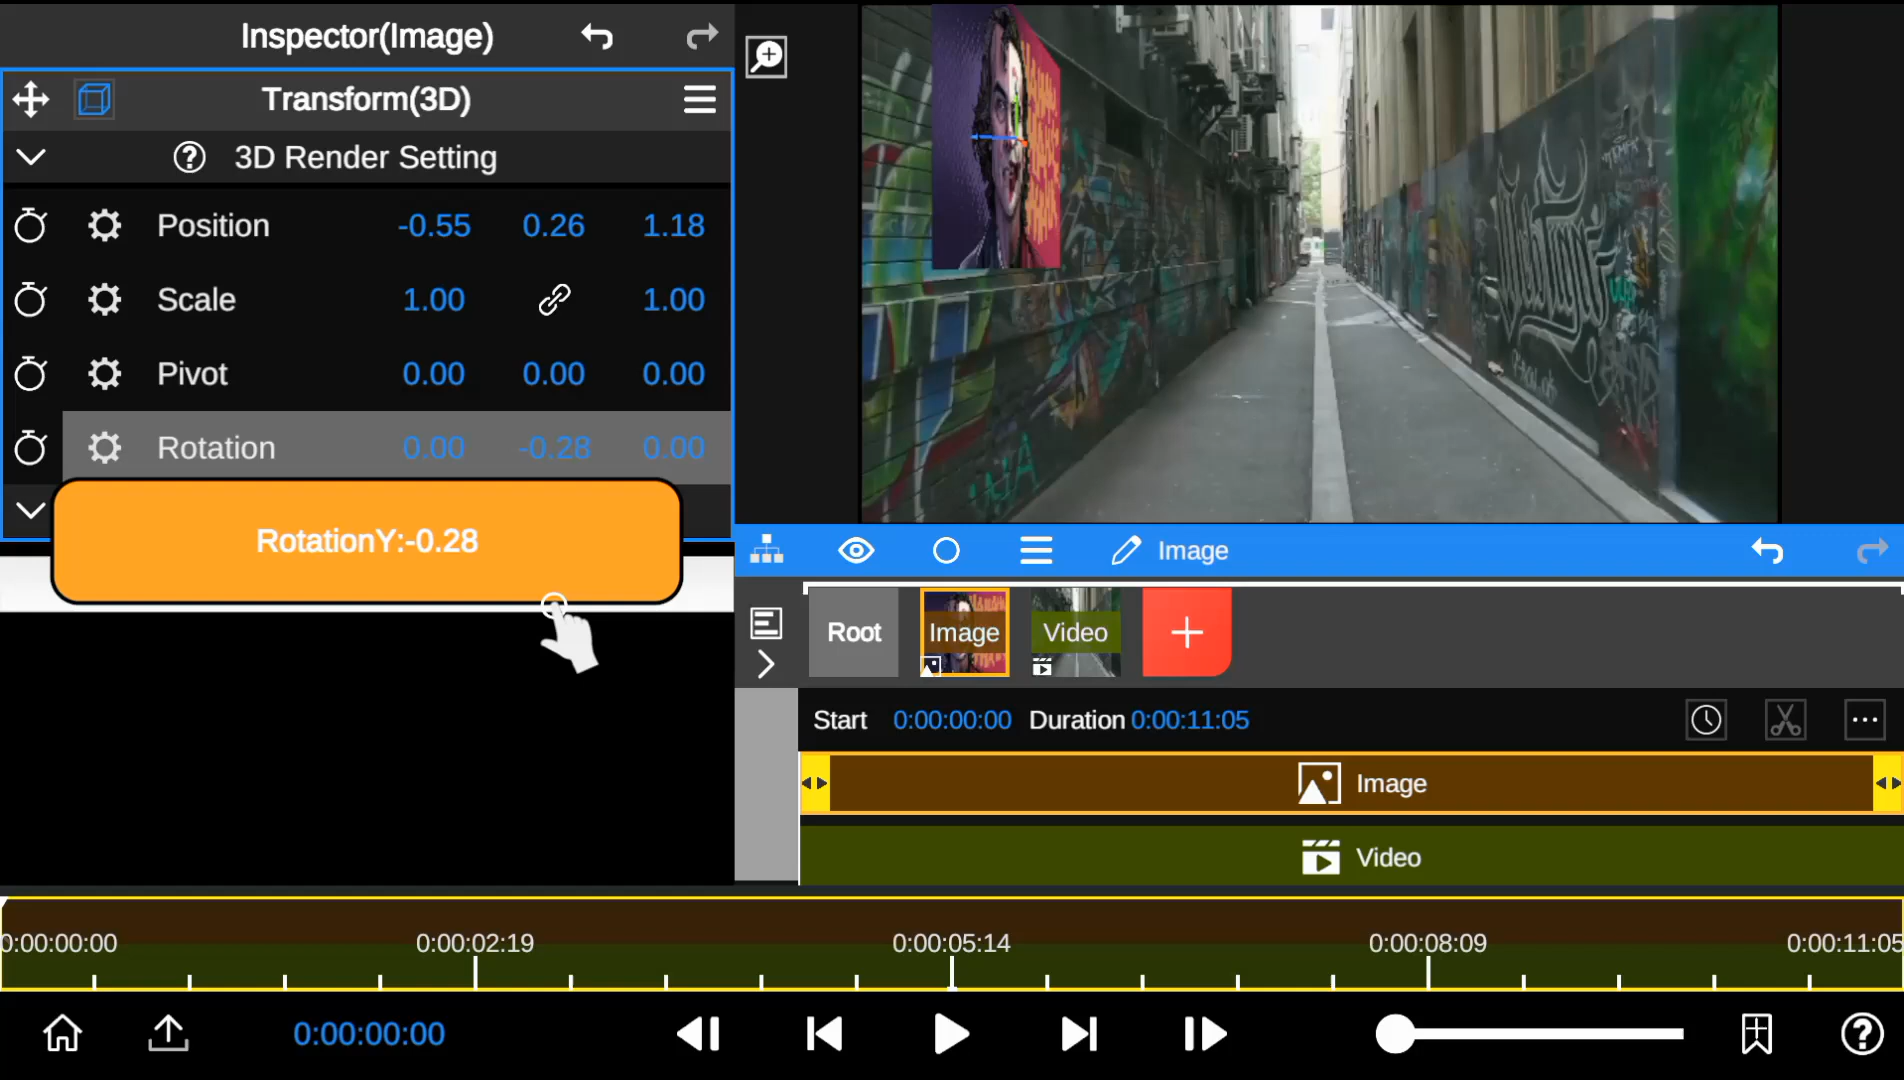 Inspector(Image)
Transform(3D)
3D Render Setting
Position -0.55 0.26 1.18
Scale 1.00 1.00
Pivot 0.00 0.00 0.00
Rotation 0.00 -0.28 0.00
RotationY:-0.28
Image
Root Image Video
Start 0:00:00:00 Duration 0:00:11:05
Image
Video
0:00:00:00 0:00:02:19 0:00:05:14 0:00:08:09 0:00:11:05
0:00:00:00